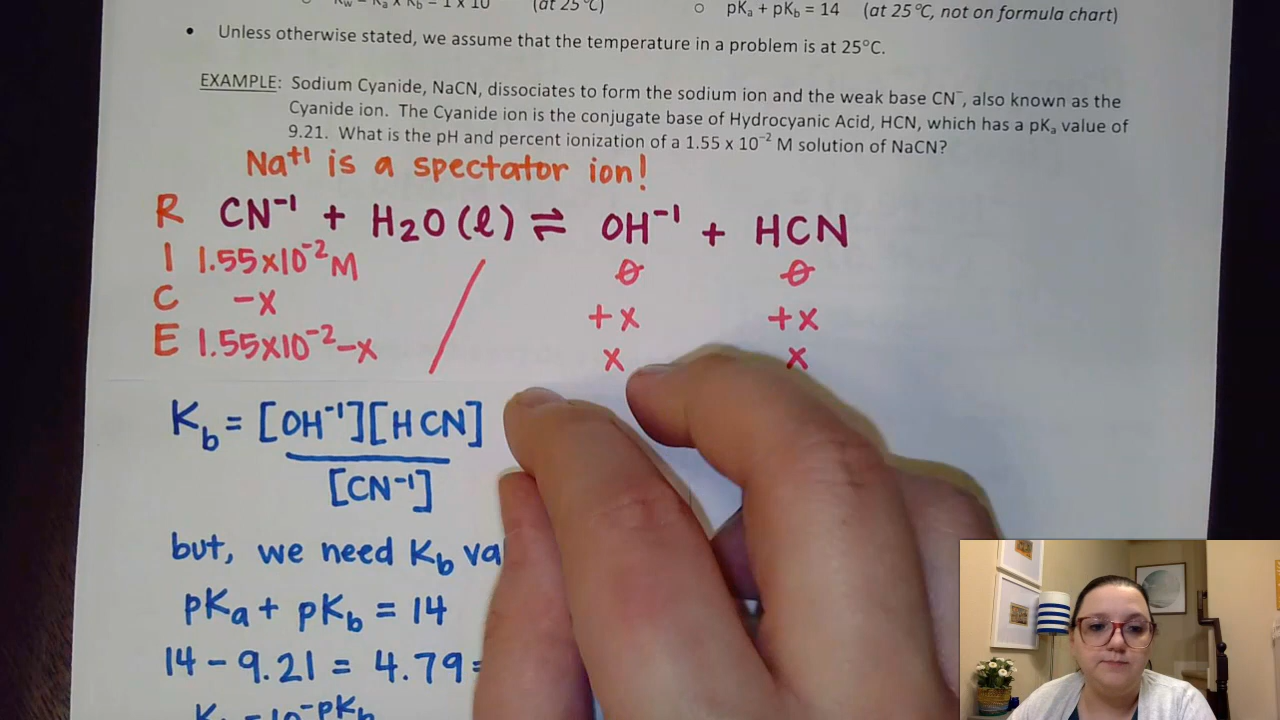 (at 25 °C)
○ pKa + pKb = 14 (at 25 °C, not on formula chart)
• Unless otherwise stated, we assume that the temperature in a problem is at 25°C.
EXAMPLE: Sodium Cyanide, NaCN, dissociates to form the sodium ion and the weak base CN⁻, also known as the
Cyanide ion. The Cyanide ion is the conjugate base of Hydrocyanic Acid, HCN, which has a pKa value of
9.21. What is the pH and percent ionization of a 1.55 x 10⁻² M solution of NaCN?
Na⁺¹ is a spectator ion!
R CN⁻¹ + H₂O (l) ⇌ OH⁻¹ + HCN
I 1.55x10⁻² M 0 0
C -x +x +x
E 1.55x10⁻²-x x x
Kb = [OH⁻¹][HCN]
[CN⁻¹]
but, we need Kb
pKa + pKb = 14
14 - 9.21 = 4.79 =